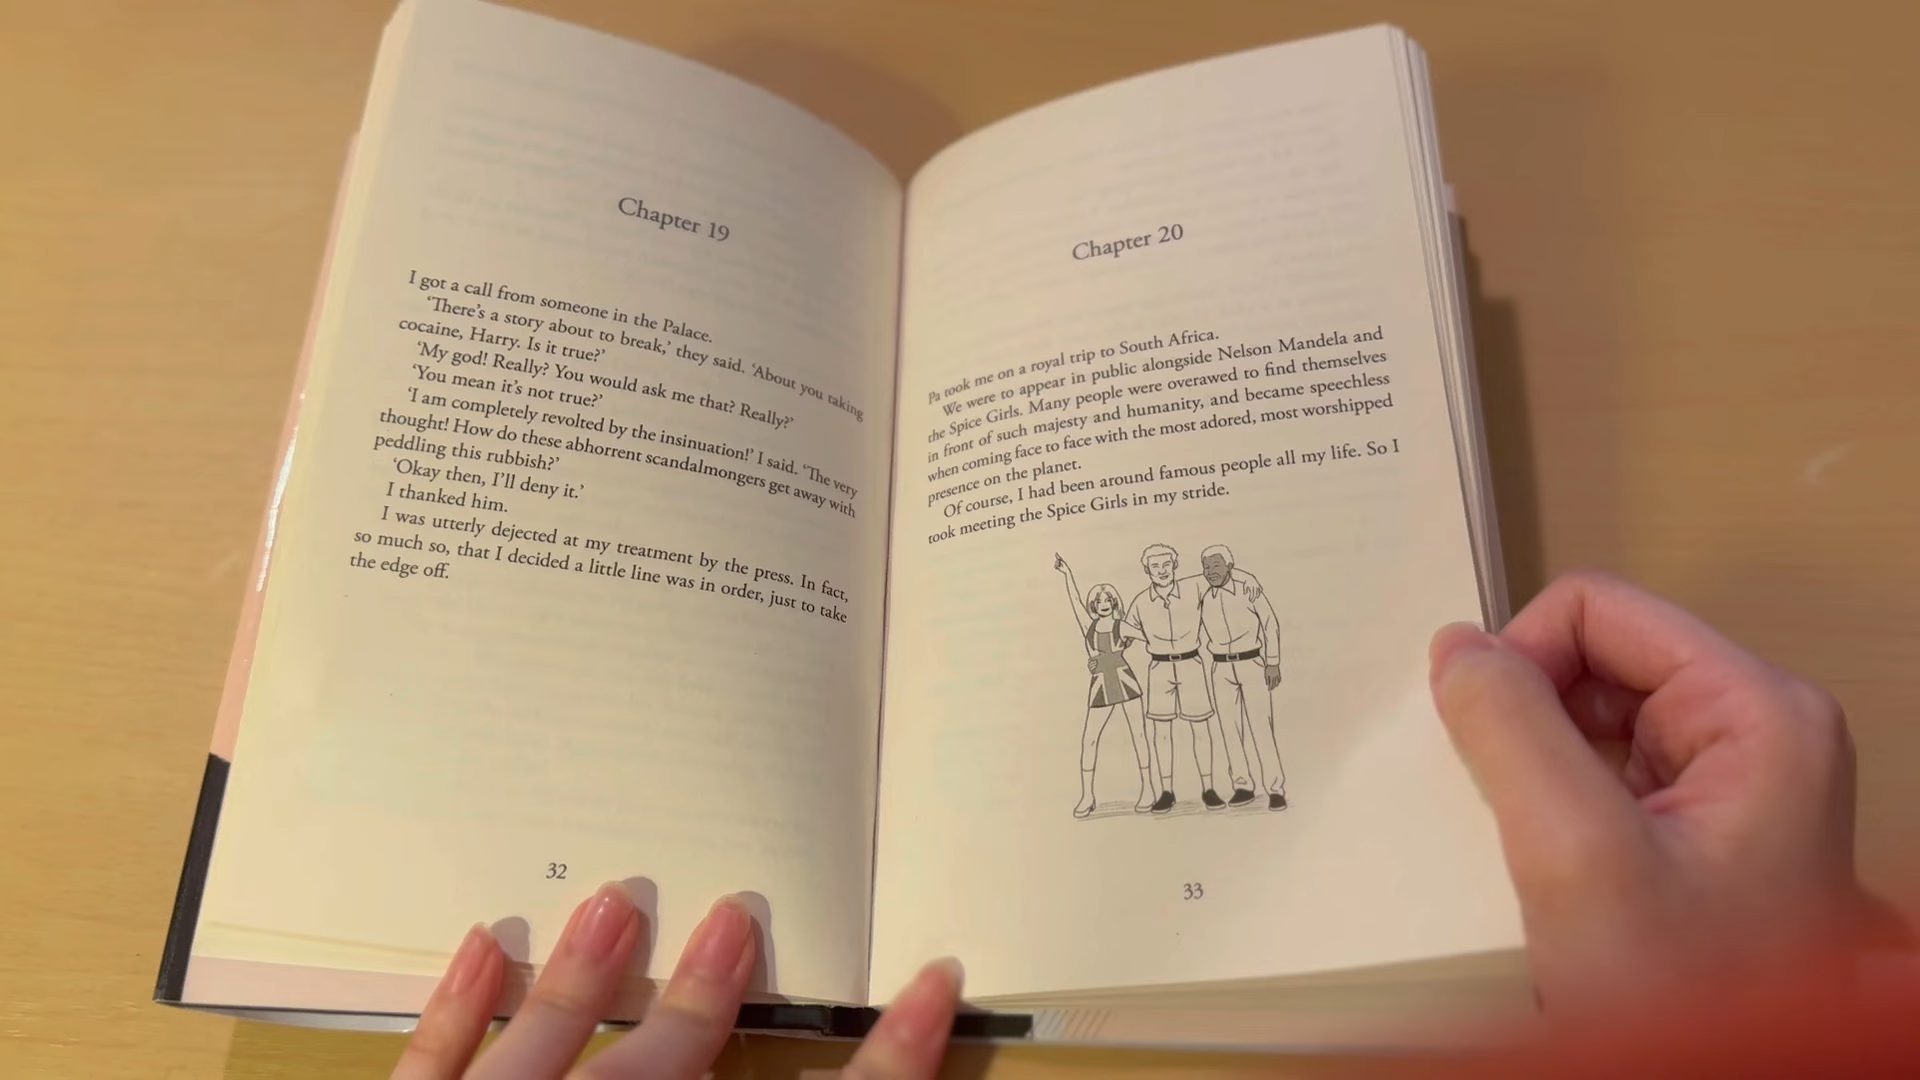 Chapter 19
I got a call from someone in the Palace.
‘There’s a story about to break,’ they said. ‘About you taking
cocaine, Harry. Is it true?’
‘My god! Really? You would ask me that? Really?’
‘You mean it’s not true?’
‘I am completely revolted by the insinuation!’ I said. ‘The very
thought! How do these abhorrent scandalmongers get away with
peddling this rubbish?’
‘Okay then, I’ll deny it.’
I thanked him.
I was utterly dejected at my treatment by the press. In fact,
so much so, that I decided a little line was in order, just to take
the edge off.
32
Chapter 20
Pa took me on a royal trip to South Africa.
We were to appear in public alongside Nelson Mandela and
the Spice Girls. Many people were overawed to find themselves
in front of such majesty and humanity, and became speechless
when coming face to face with the most adored, most worshipped
presence on the planet.
Of course, I had been around famous people all my life. So I
took meeting the Spice Girls in my stride.
33